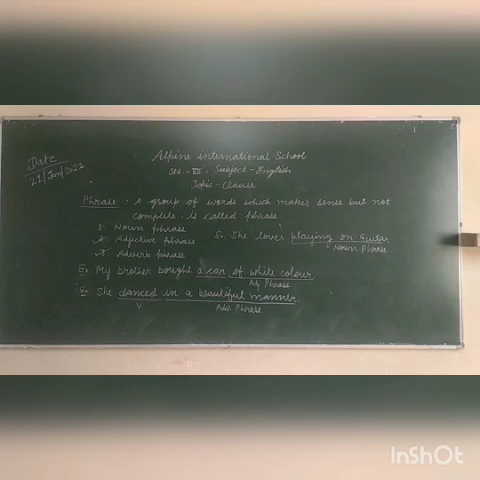 Date
21/Jun/2022
Alpine international School
Std.-VII. Subject-English
Topic-Clause
Phrase : A group of words which makes sense but not
complete. is called phrase
1. Noun phrase
2. Adjective phrase
Ex. She loves playing on Guitar
Noun Phrase
3. Adverb phrase
Ex My brother bought a car of white colour.
Adj Phrase
Ex She danced in a beautiful manner.
V
Adv. Phrase
InShOt